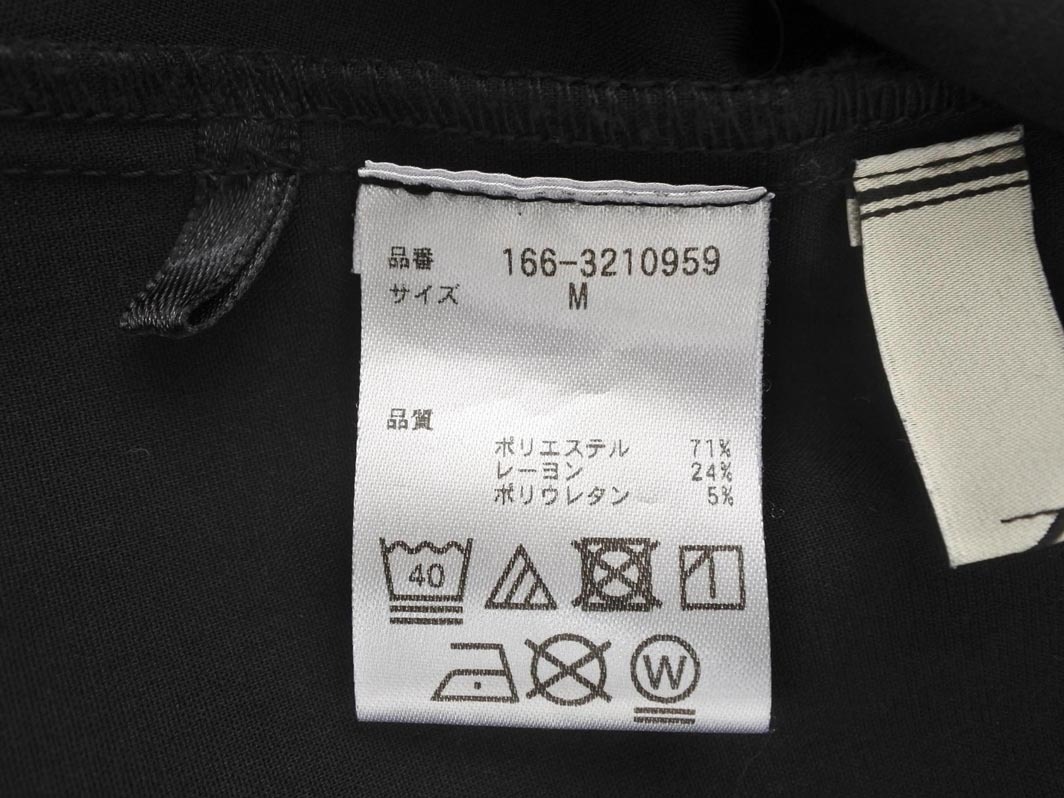 品番 166-3210959
サイズ M
品質
ポリエステル 71%
レーヨン 24%
ポリウレタン 5%
40
W